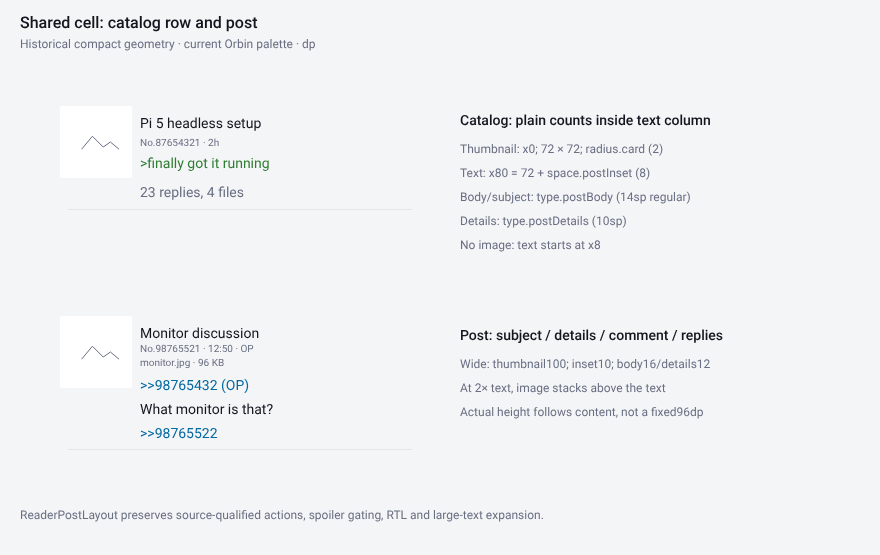 Shared cell: catalog row and post
Historical compact geometry · current Orbin palette · dp
Pi 5 headless setup
No.87654321 · 2h
>finally got it running
23 replies, 4 files
Catalog: plain counts inside text column
Thumbnail: x0; 72 × 72; radius.card (2)
Text: x80 = 72 + space.postInset (8)
Body/subject: type.postBody (14sp regular)
Details: type.postDetails (10sp)
No image: text starts at x8
Monitor discussion
No.98765521 · 12:50 · OP
monitor.jpg · 96 KB
>>98765432 (OP)
What monitor is that?
>>98765522
Post: subject / details / comment / replies
Wide: thumbnail100; inset10; body16/details12
At 2× text, image stacks above the text
Actual height follows content, not a fixed96dp
ReaderPostLayout preserves source-qualified actions, spoiler gating, RTL and large-text expansion.